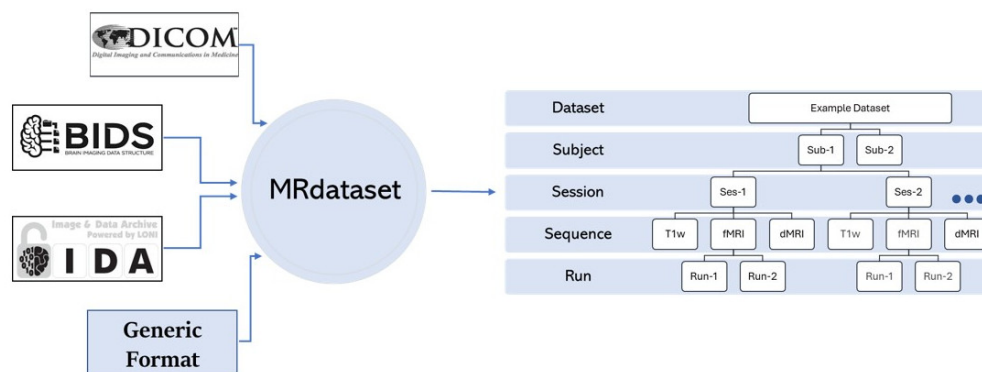 DICOM
Digital Imaging and Communications in Medicine
BIDS
BRAIN IMAGING DATA STRUCTURE
Image & Data Archive
Powered by LONI
IDA
Generic
Format
MRdataset
Dataset
Example Dataset
Subject
Sub-1 Sub-2
Session
Ses-1 Ses-2
Sequence
T1w fMRI dMRI T1w fMRI dMRI
Run
Run-1 Run-2 Run-1 Run-2